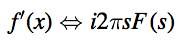 f′(x) ⇔ i2πsF(s)